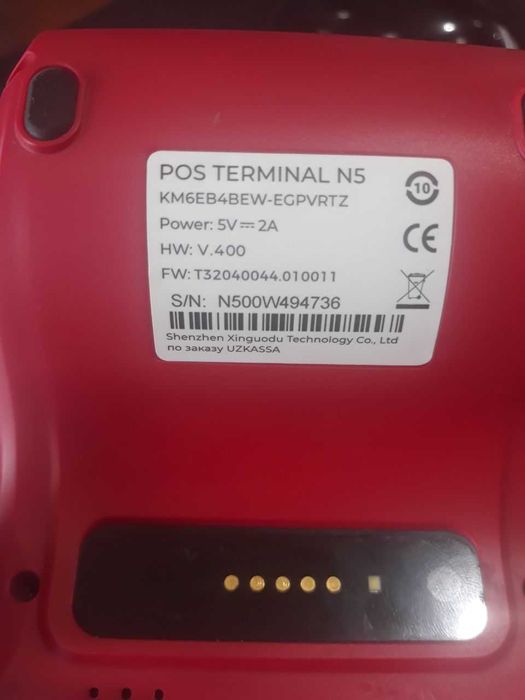 POS TERMINAL N5
KM6EB4BEW-EGPVRTZ
Power: 5V⎓2A
HW: V.400
FW: T32040044.010011
S/N: N500W494736
Shenzhen Xinguodu Technology Co., Ltd
по заказу UZKASSA
10
CE